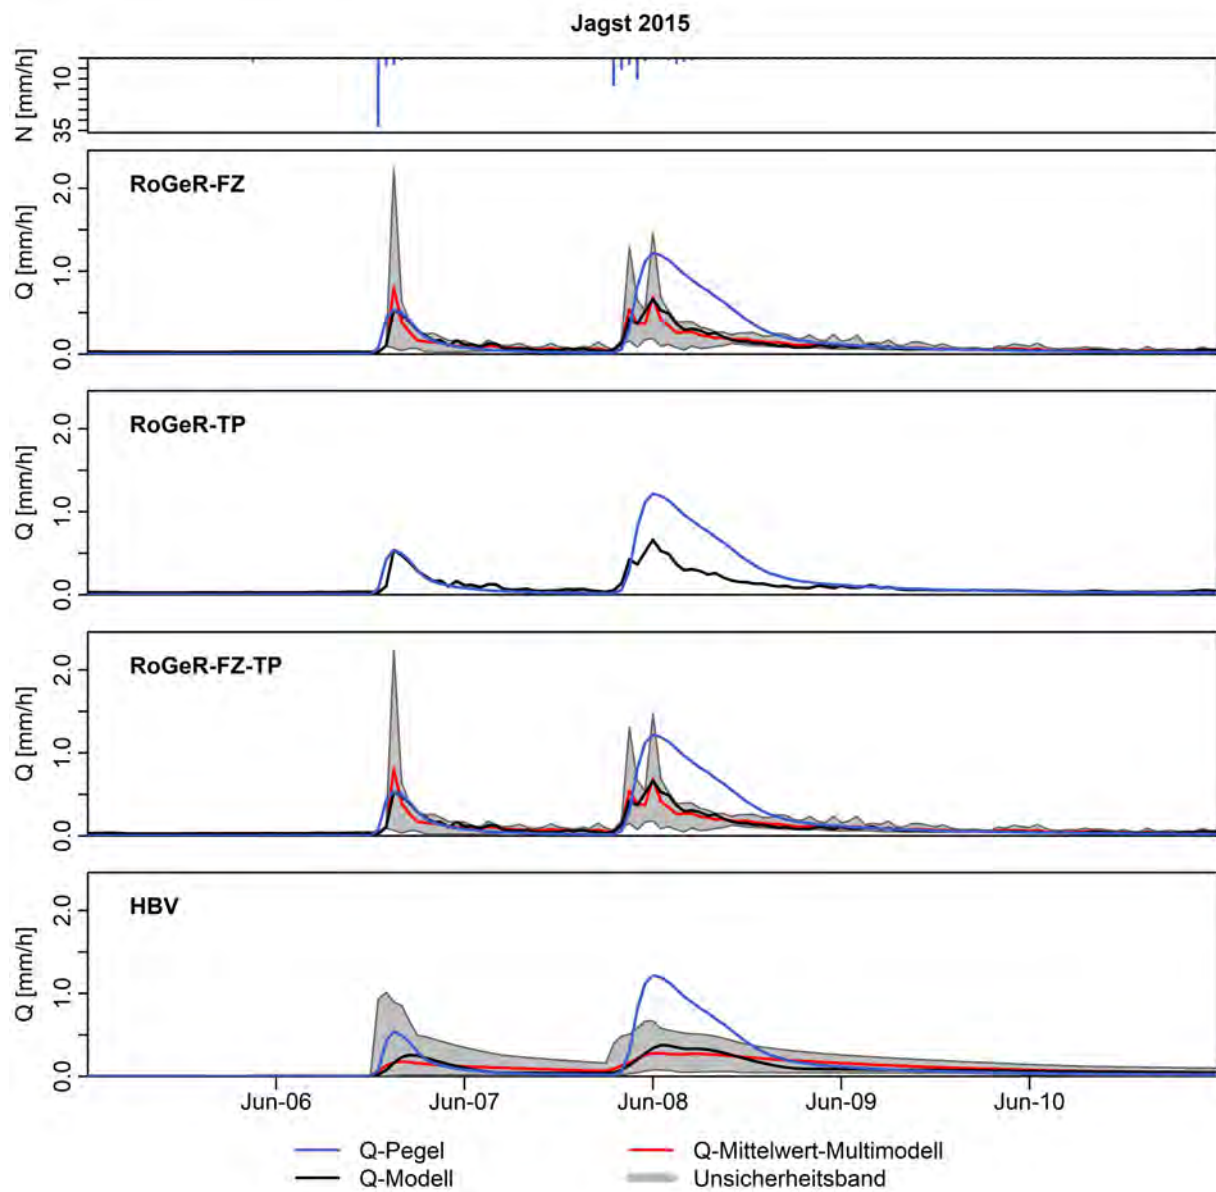 Jagst 2015
N [mm/h]
10
35
Q [mm/h]
2.0
1.0
0.0
RoGeR-FZ
Q [mm/h]
2.0
1.0
0.0
RoGeR-TP
Q [mm/h]
2.0
1.0
0.0
RoGeR-FZ-TP
Q [mm/h]
2.0
1.0
0.0
HBV
Jun-06 Jun-07 Jun-08 Jun-09 Jun-10
Q-Pegel Q-Mittelwert-Multimodell
Q-Modell Unsicherheitsband